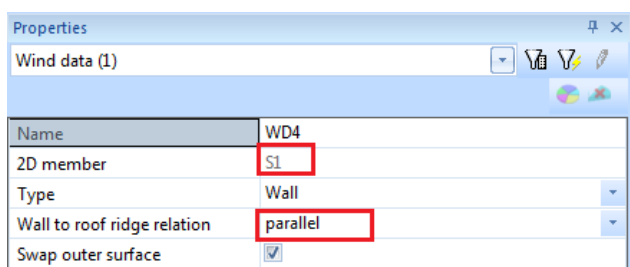 Properties
Wind data (1)
Name WD4
2D member S1
Type Wall
Wall to roof ridge relation parallel
Swap outer surface